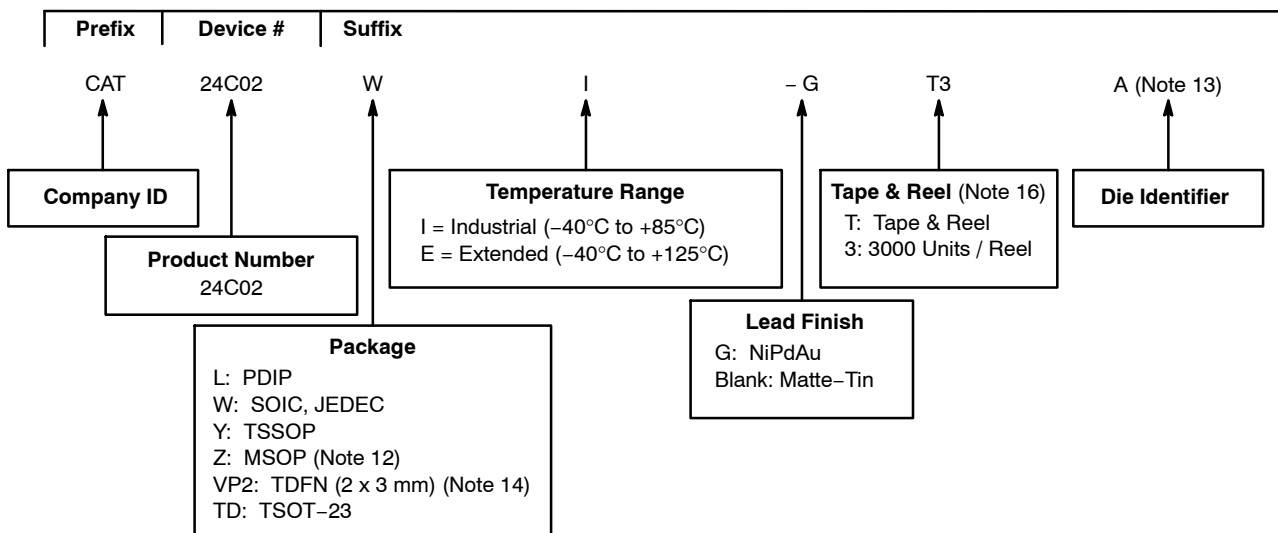 Prefix Device # Suffix
CAT 24C02 W I – G T3 A (Note 13)
Company ID
Temperature Range
I = Industrial (–40°C to +85°C)
E = Extended (–40°C to +125°C)
Tape & Reel (Note 16)
T: Tape & Reel
3: 3000 Units / Reel
Die Identifier
Product Number
24C02
Lead Finish
G: NiPdAu
Blank: Matte–Tin
Package
L: PDIP
W: SOIC, JEDEC
Y: TSSOP
Z: MSOP (Note 12)
VP2: TDFN (2 x 3 mm) (Note 14)
TD: TSOT–23